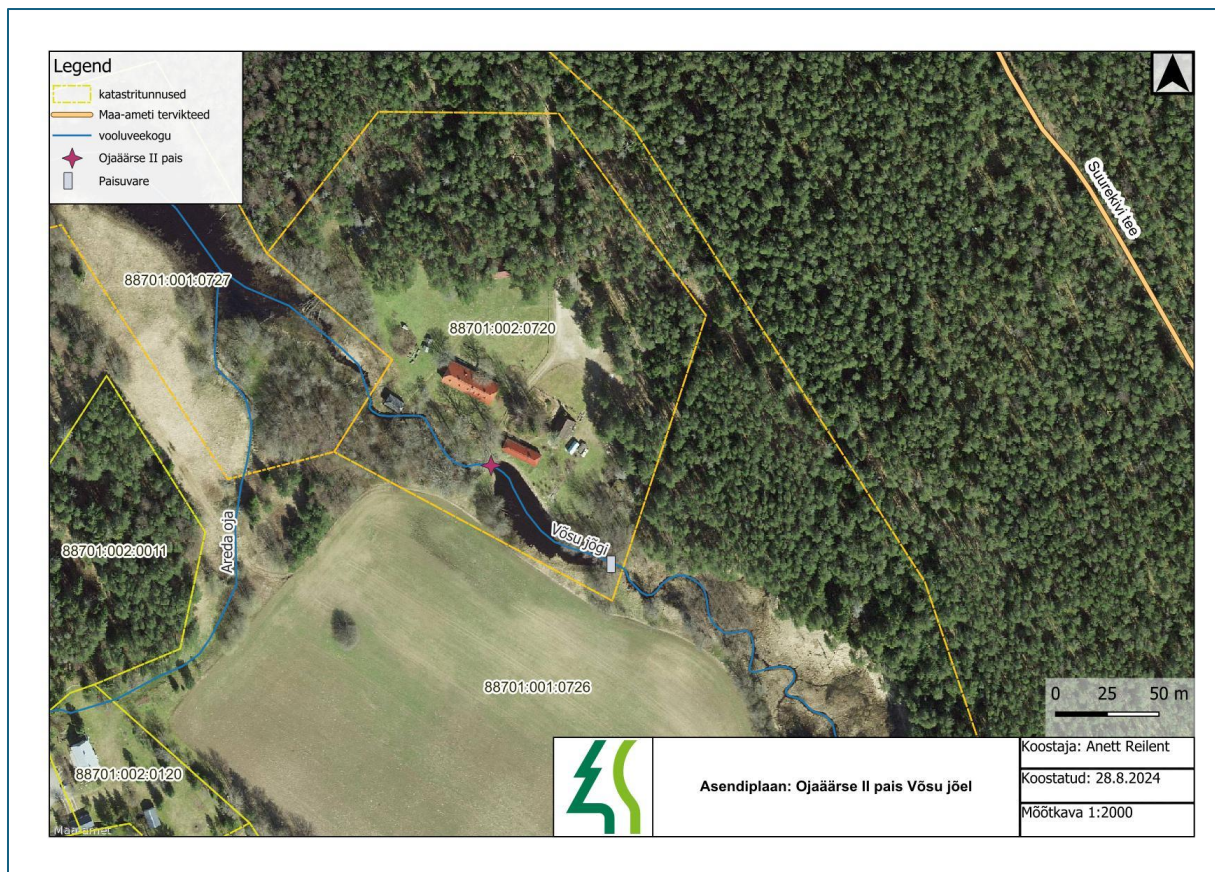 Legend
katastritunnused
Maa-ameti tervikteed
vooluveekogu
Ojaäärse II pais
Paisuvare
Suurekivi tee
88701:001:0727
88701:002:0720
Võsu jõgi
88701:002:0011
Areda oja
88701:001:0726
0 25 50 m
88701:002:0120
Maa-amet
Asendiplaan: Ojaäärse II pais Võsu jõel
Koostaja: Anett Reilent
Koostatud: 28.8.2024
Mõõtkava 1:2000